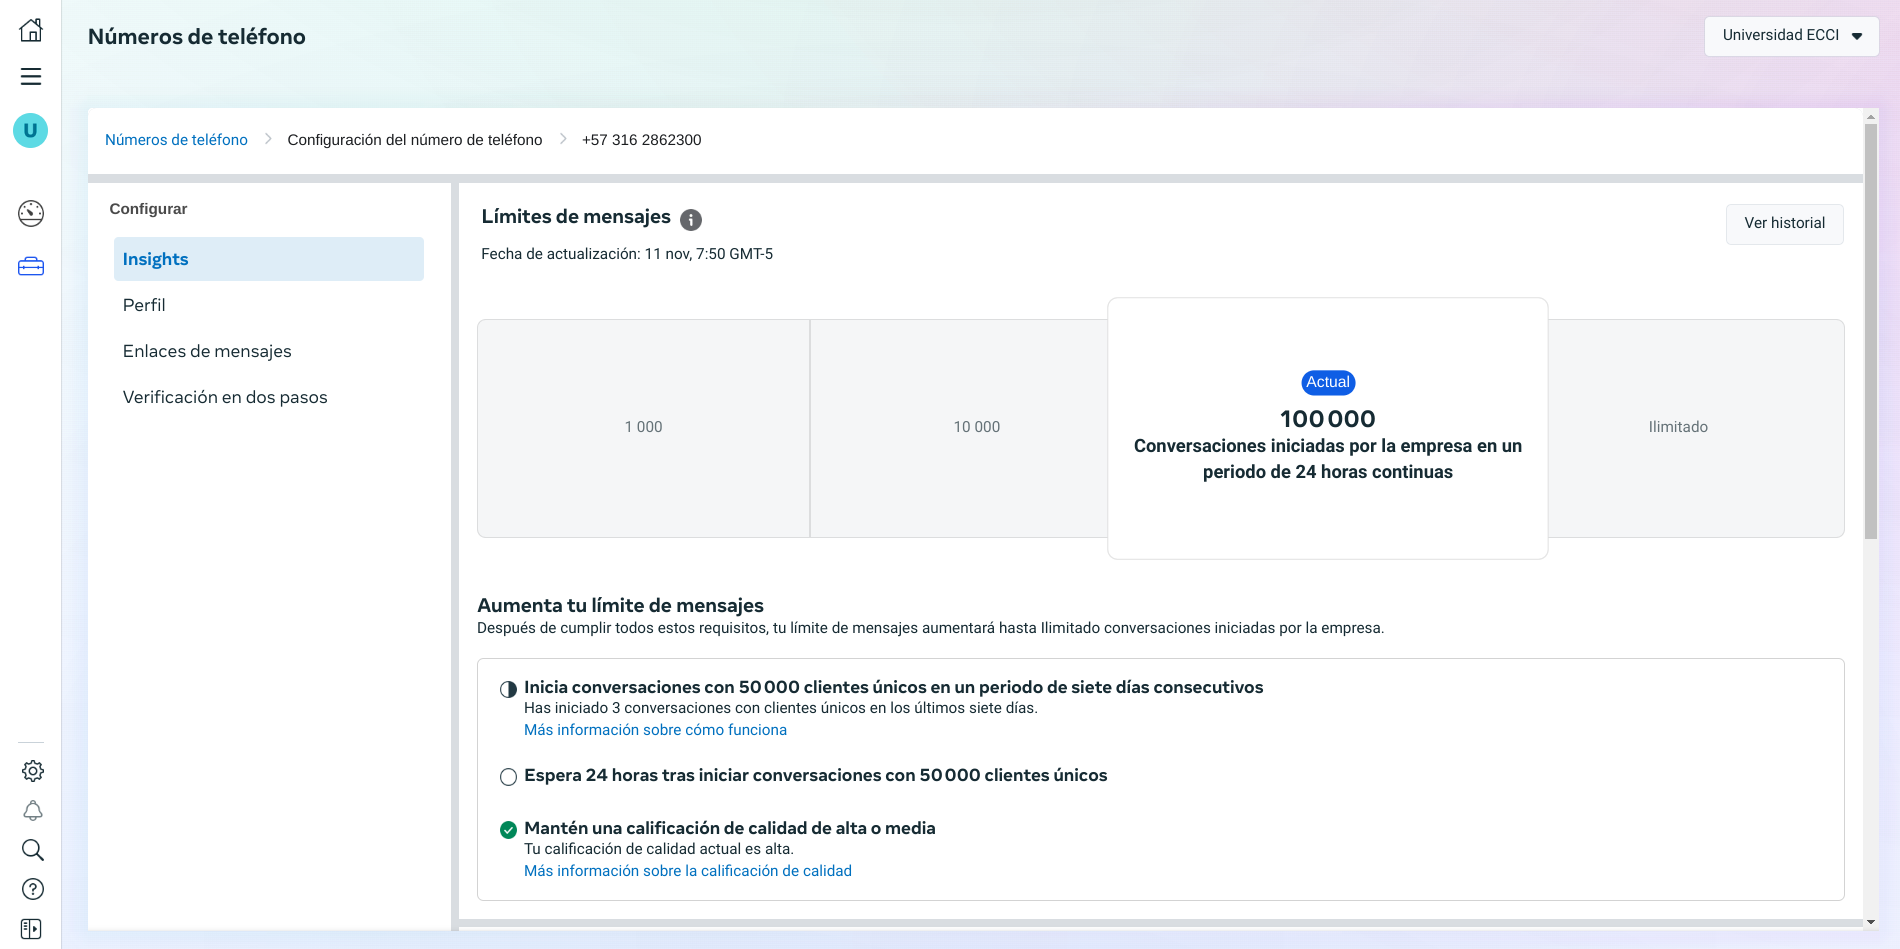 Números de teléfono
Universidad ECCI
U
Números de teléfono
Configuración del número de teléfono
+57 316 2862300
Configurar
Insights
Perfil
Enlaces de mensajes
Verificación en dos pasos
Límites de mensajes
Ver historial
Fecha de actualización: 11 nov, 7:50 GMT-5
1 000
10 000
Actual
100 000
Conversaciones iniciadas por la empresa en un
periodo de 24 horas continuas
Ilimitado
Aumenta tu límite de mensajes
Después de cumplir todos estos requisitos, tu límite de mensajes aumentará hasta Ilimitado conversaciones iniciadas por la empresa.
Inicia conversaciones con 50 000 clientes únicos en un periodo de siete días consecutivos
Has iniciado 3 conversaciones con clientes únicos en los últimos siete días.
Más información sobre cómo funciona
Espera 24 horas tras iniciar conversaciones con 50 000 clientes únicos
Mantén una calificación de calidad de alta o media
Tu calificación de calidad actual es alta.
Más información sobre la calificación de calidad